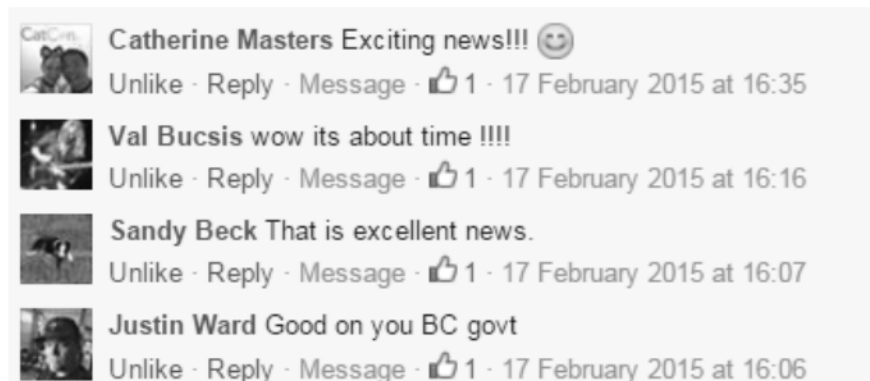 CatCon
Catherine Masters Exciting news!!!
Unlike · Reply · Message · 1 · 17 February 2015 at 16:35
Val Bucsis wow its about time !!!!
Unlike · Reply · Message · 1 · 17 February 2015 at 16:16
Sandy Beck That is excellent news.
Unlike · Reply · Message · 1 · 17 February 2015 at 16:07
Justin Ward Good on you BC govt
Unlike · Reply · Message · 1 · 17 February 2015 at 16:06